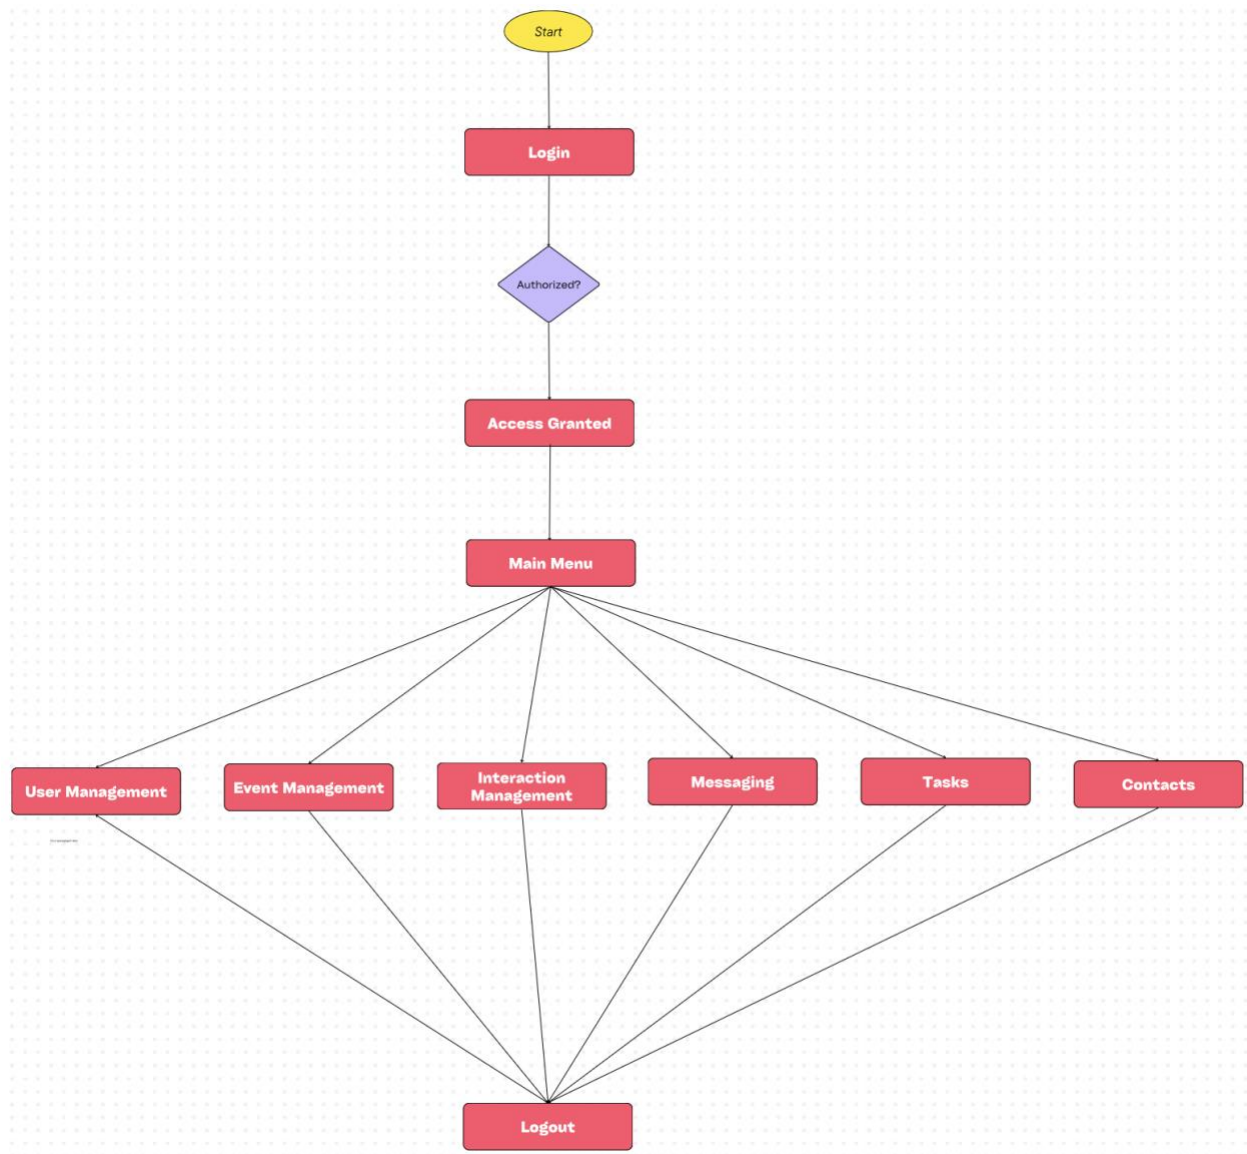 Start
Login
Authorized?
Access Granted
Main Menu
User Management
Event Management
Interaction
Management
Messaging
Tasks
Contacts
Logout